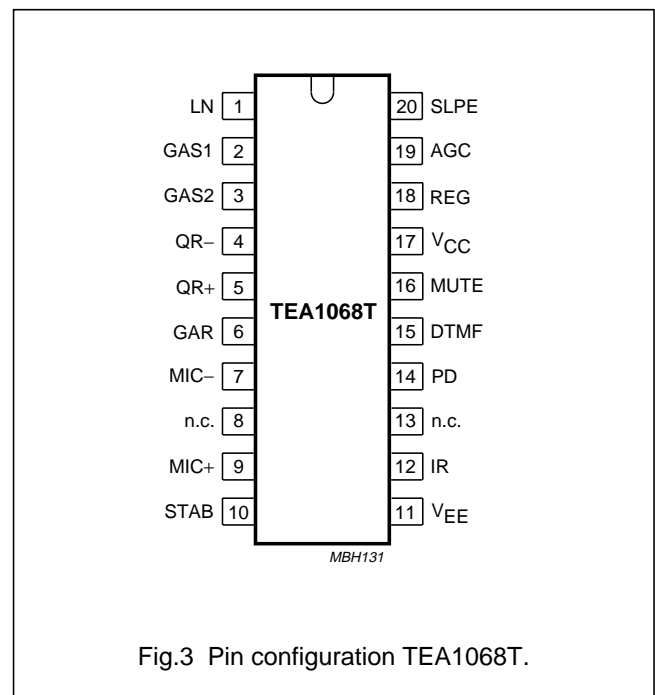 LN 1 20 SLPE
GAS1 2 19 AGC
GAS2 3 18 REG
QR− 4 17 VCC
QR+ 5 16 MUTE
TEA1068T
GAR 6 15 DTMF
MIC− 7 14 PD
n.c. 8 13 n.c.
MIC+ 9 12 IR
STAB 10 11 VEE
MBH131
Fig.3 Pin configuration TEA1068T.